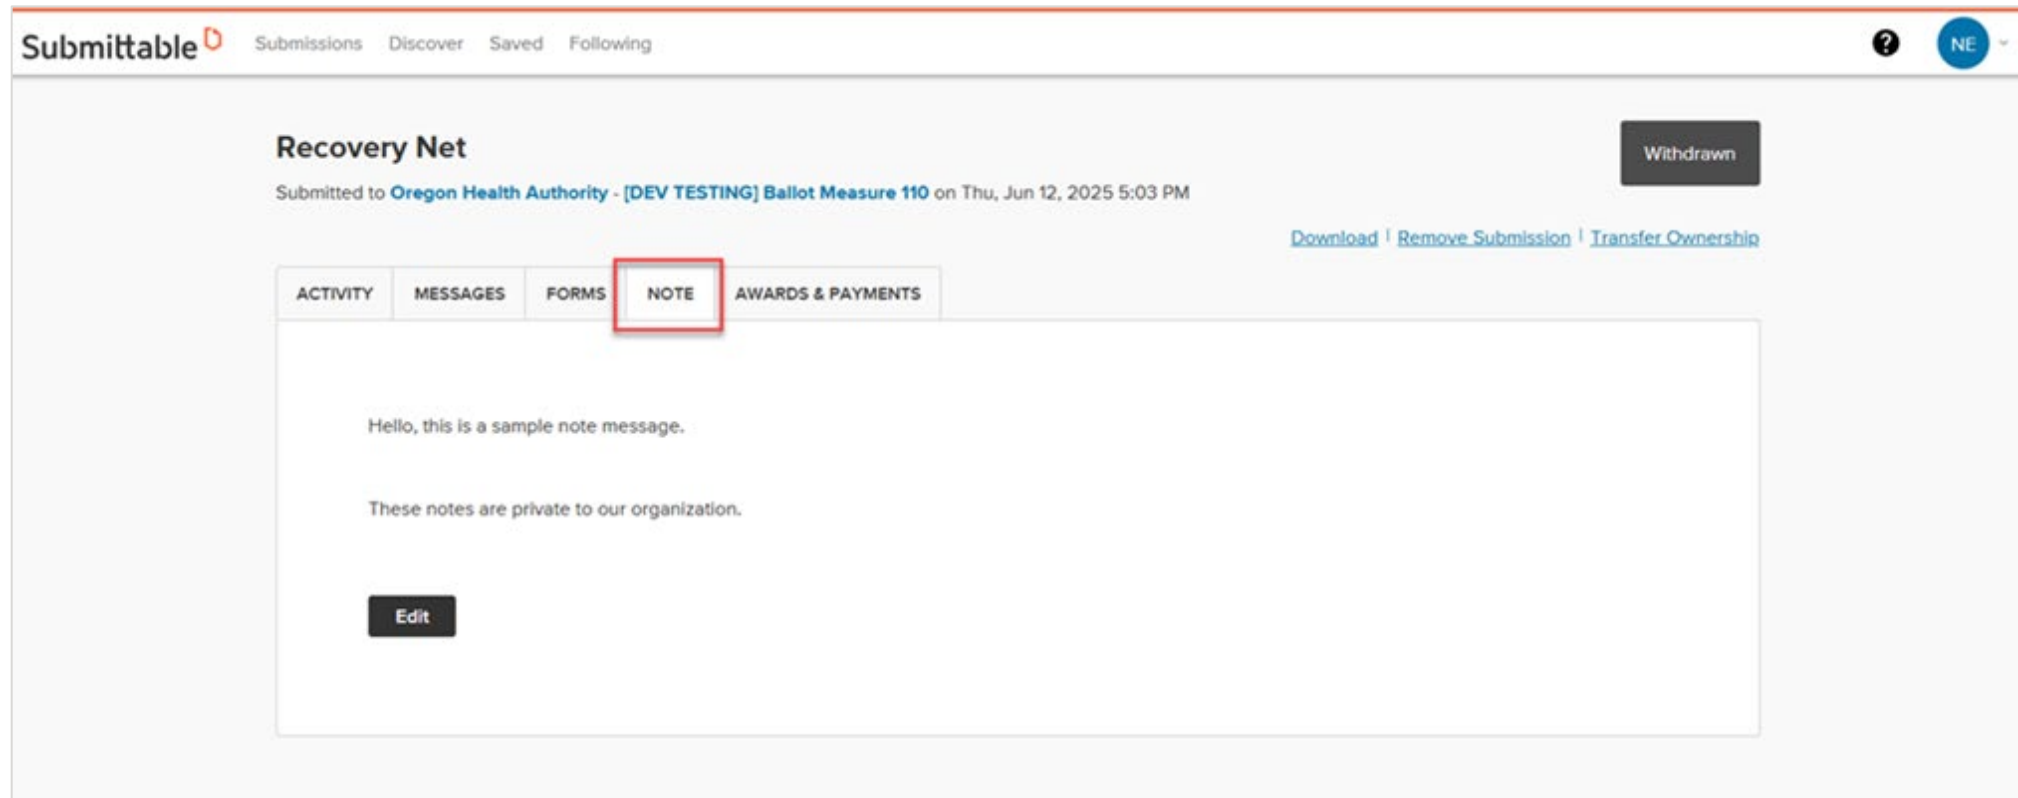 Submittable Submissions Discover Saved Following ? NE
Recovery Net
Withdrawn
Submitted to Oregon Health Authority - [DEV TESTING] Ballot Measure 110 on Thu, Jun 12, 2025 5:03 PM
Download | Remove Submission | Transfer Ownership
ACTIVITY MESSAGES FORMS NOTE AWARDS & PAYMENTS
Hello, this is a sample note message.
These notes are private to our organization.
Edit